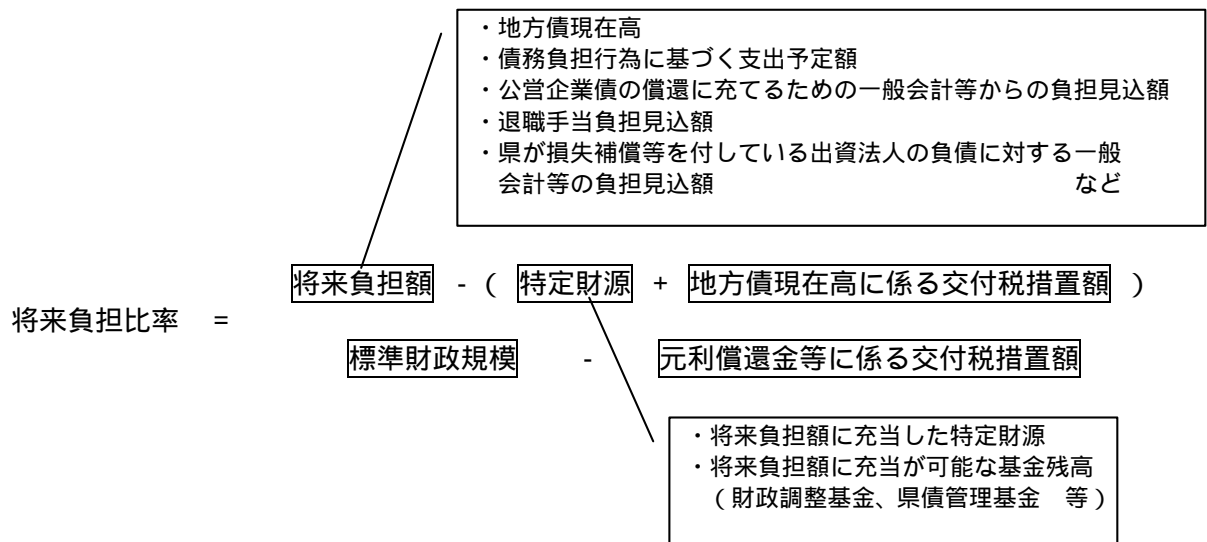 ・地方債現在高
・債務負担行為に基づく支出予定額
・公営企業債の償還に充てるための一般会計等からの負担見込額
・退職手当負担見込額
・県が損失補償等を付している出資法人の負債に対する一般
会計等の負担見込額 など
将来負担額 - ( 特定財源 + 地方債現在高に係る交付税措置額 )
将来負担比率 =
標準財政規模 - 元利償還金等に係る交付税措置額
・将来負担額に充当した特定財源
・将来負担額に充当が可能な基金残高
(財政調整基金、県債管理基金 等)